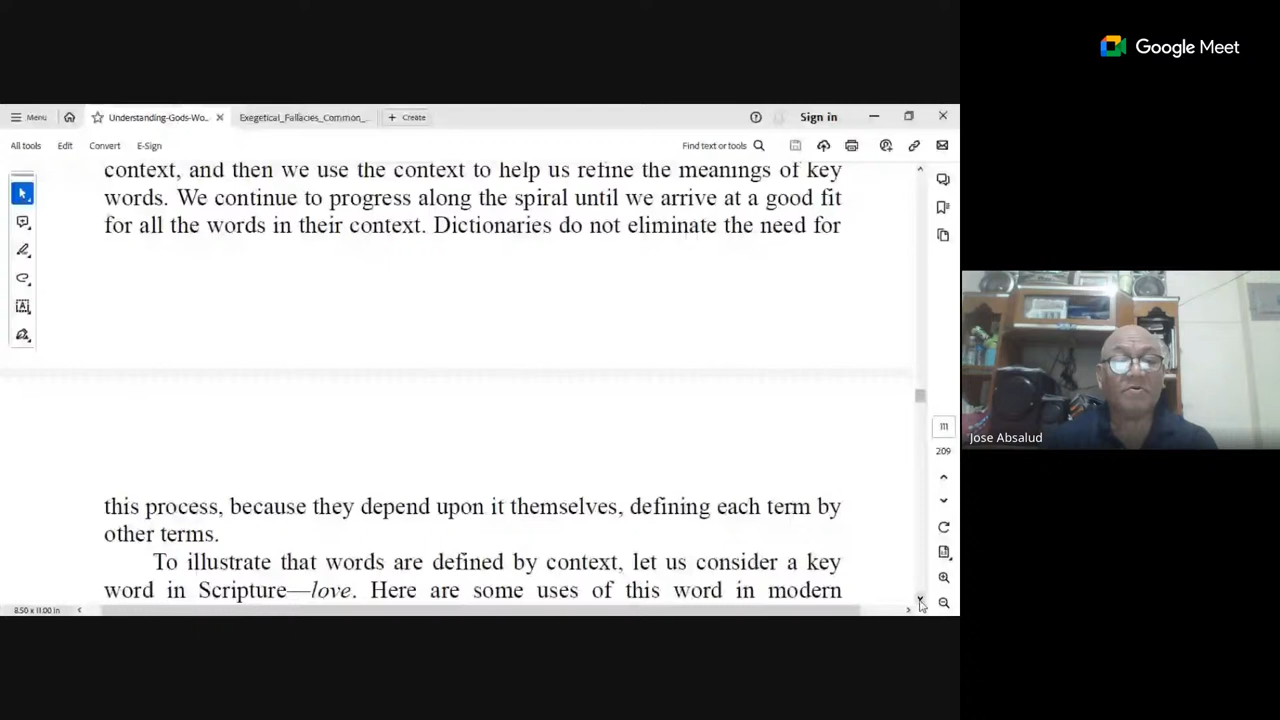 Google Meet
Menu
Understanding-Gods-Wo...
Exegetical_Fallacies_Common_...
Create
Sign in
All tools
Edit
Convert
E-Sign
Find text or tools
context, and then we use the context to help us refine the meanings of key
words. We continue to progress along the spiral until we arrive at a good fit
for all the words in their context. Dictionaries do not eliminate the need for
this process, because they depend upon it themselves, defining each term by
other terms.
To illustrate that words are defined by context, let us consider a key
word in Scripture—love. Here are some uses of this word in modern
111
209
8.50 x 11.00 in
Jose Absalud